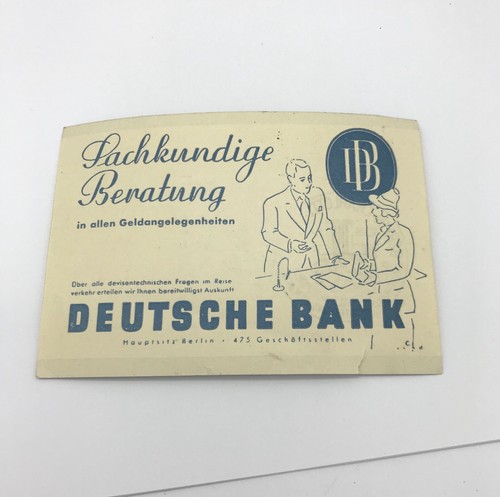 Fachkundige
Beratung
in allen Geldangelegenheiten
DB
Über alle devisentechnischen Fragen im Reise
verkehr erteilen wir Ihnen bereitwilligst Auskunft
DEUTSCHE BANK
Hauptsitz Berlin · 475 Geschäftsstellen